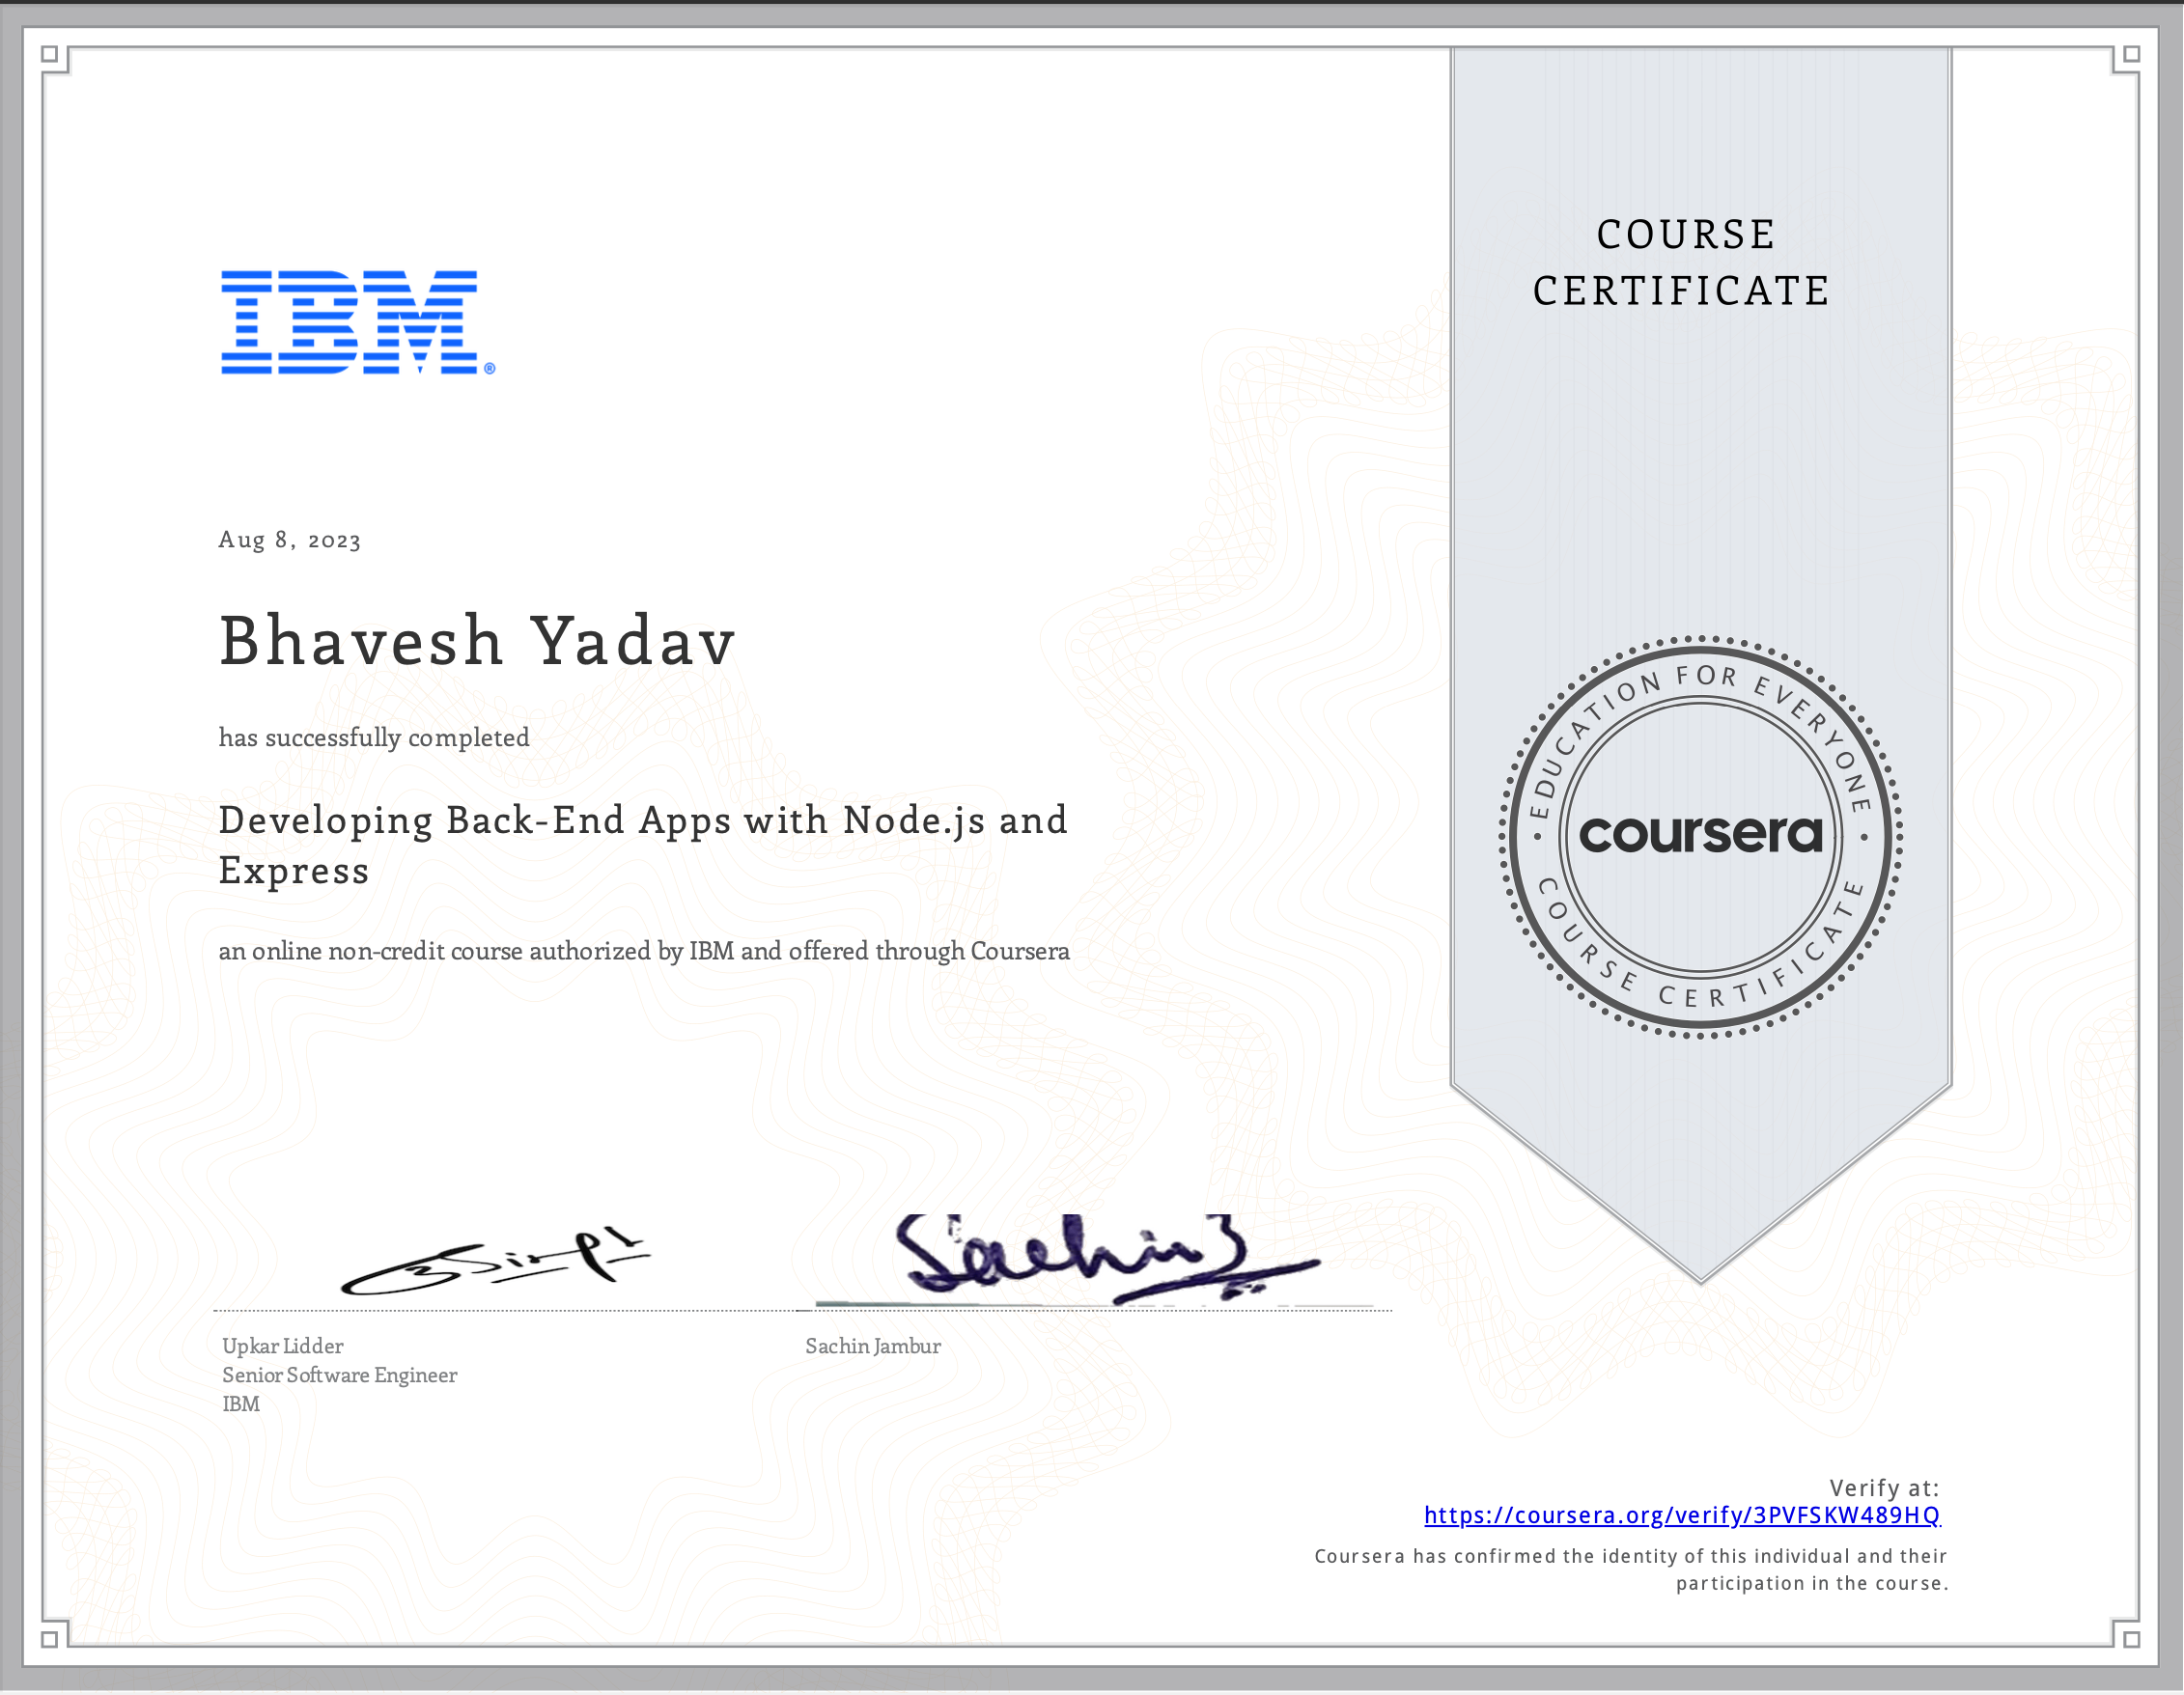 COURSE
CERTIFICATE
IBM®
Aug 8, 2023
Bhavesh Yadav
has successfully completed
Developing Back-End Apps with Node.js and
Express
an online non-credit course authorized by IBM and offered through Coursera
EDUCATION FOR EVERYONE
coursera
COURSE CERTIFICATE
SachinJ
Upkar Lidder
Senior Software Engineer
IBM
Sachin Jambur
Verify at:
https://coursera.org/verify/3PVFSKW489HQ
Coursera has confirmed the identity of this individual and their
participation in the course.